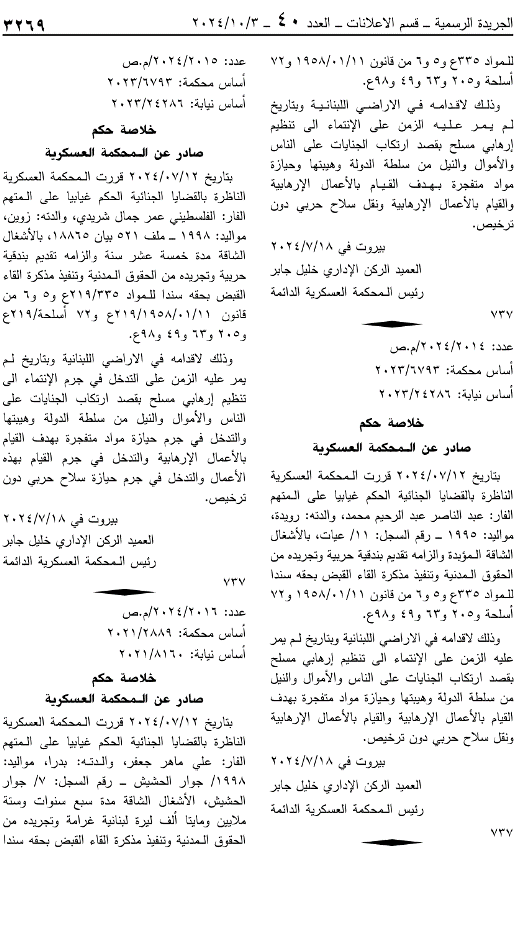 الجريدة الرسمية ــ قسم الاعلانات ــ العدد ٤٠ ــ ٢٠٢٤/١٠/٣
٣٢٦٩
للمواد ٣٣٥ع و٥ و٦ من قانون ١٩٥٨/٠١/١١ و٧٢
أسلحة و٢٠٥ و٦٣ و٤٩ و٩٨ع.
وذلك لاقدامه في الاراضي اللبنانية وبتاريخ
لم يمر عليه الزمن على الإنتماء الى تنظيم
إرهابي مسلح بقصد ارتكاب الجنايات على الناس
والأموال والنيل من سلطة الدولة وهيبتها وحيازة
مواد متفجرة بهدف القيام بالأعمال الإرهابية
والقيام بالأعمال الإرهابية ونقل سلاح حربي دون
ترخيص.
بيروت في ٢٠٢٤/٧/١٨
العميد الركن الإداري خليل جابر
رئيس المحكمة العسكرية الدائمة
٧٣٧
عدد: ٢٠٢٤/٢٠١٤/م.ص
أساس محكمة: ٢٠٢٣/٦٧٩٣
أساس نيابة: ٢٠٢٣/٢٤٢٨٦
خلاصة حكم
صادر عن المحكمة العسكرية
بتاريخ ٢٠٢٤/٠٧/١٢ قررت المحكمة العسكرية
الناظرة بالقضايا الجنائية الحكم غيابيا على المتهم
الفار: عبد الناصر عبد الرحيم محمد، والدته: رويدة،
مواليد: ١٩٩٥ ــ رقم السجل: ١١/ عيات، بالأشغال
الشاقة المؤبدة والزامه تقديم بندقية حربية وتجريده من
الحقوق المدنية وتنفيذ مذكرة القاء القبض بحقه سندا
للمواد ٣٣٥ع و٥ و٦ من قانون ١٩٥٨/٠١/١١ و٧٢
أسلحة و٢٠٥ و٦٣ و٤٩ و٩٨ع.
وذلك لاقدامه في الاراضي اللبنانية وبتاريخ لم يمر
عليه الزمن على الإنتماء الى تنظيم إرهابي مسلح
بقصد ارتكاب الجنايات على الناس والأموال والنيل
من سلطة الدولة وهيبتها وحيازة مواد متفجرة بهدف
القيام بالأعمال الإرهابية والقيام بالأعمال الإرهابية
ونقل سلاح حربي دون ترخيص.
بيروت في ٢٠٢٤/٧/١٨
العميد الركن الإداري خليل جابر
رئيس المحكمة العسكرية الدائمة
٧٣٧
عدد: ٢٠٢٤/٢٠١٥/م.ص
أساس محكمة: ٢٠٢٣/٦٧٩٣
أساس نيابة: ٢٠٢٣/٢٤٢٨٦
خلاصة حكم
صادر عن المحكمة العسكرية
بتاريخ ٢٠٢٤/٠٧/١٢ قررت المحكمة العسكرية
الناظرة بالقضايا الجنائية الحكم غيابيا على المتهم
الفار: الفلسطيني عمر جمال شريدي، والدته: زوين،
مواليد: ١٩٩٨ ــ ملف ٥٢١ بيان ١٨٨٦٥، بالأشغال
الشاقة مدة خمسة عشر سنة والزامه تقديم بندقية
حربية وتجريده من الحقوق المدنية وتنفيذ مذكرة القاء
القبض بحقه سندا للمواد ٢١٩/٣٣٥ع و٥ و٦ من
قانون ٢١٩/١٩٥٨/٠١/١١ع و٧٢ أسلحة/٢١٩ع
و٢٠٥ و٦٣ و٤٩ و٩٨ع.
وذلك لاقدامه في الاراضي اللبنانية وبتاريخ لم
يمر عليه الزمن على التدخل في جرم الإنتماء الى
تنظيم إرهابي مسلح بقصد ارتكاب الجنايات على
الناس والأموال والنيل من سلطة الدولة وهيبتها
والتدخل في جرم حيازة مواد متفجرة بهدف القيام
بالأعمال الإرهابية والتدخل في جرم القيام بهذه
الأعمال والتدخل في جرم حيازة سلاح حربي دون
ترخيص.
بيروت في ٢٠٢٤/٧/١٨
العميد الركن الإداري خليل جابر
رئيس المحكمة العسكرية الدائمة
٧٣٧
عدد: ٢٠٢٤/٢٠١٦/م.ص
أساس محكمة: ٢٠٢١/٢٨٨٩
أساس نيابة: ٢٠٢١/٨١٦٠
خلاصة حكم
صادر عن المحكمة العسكرية
بتاريخ ٢٠٢٤/٠٧/١٢ قررت المحكمة العسكرية
الناظرة بالقضايا الجنائية الحكم غيابيا على المتهم
الفار: علي ماهر جعفر، والدته: بدرا، مواليد:
١٩٩٨/ جوار الحشيش ــ رقم السجل: ٧/ جوار
الحشيش، الأشغال الشاقة مدة سبع سنوات وستة
ملايين ومايتا ألف ليرة لبنانية غرامة وتجريده من
الحقوق المدنية وتنفيذ مذكرة القاء القبض بحقه سندا